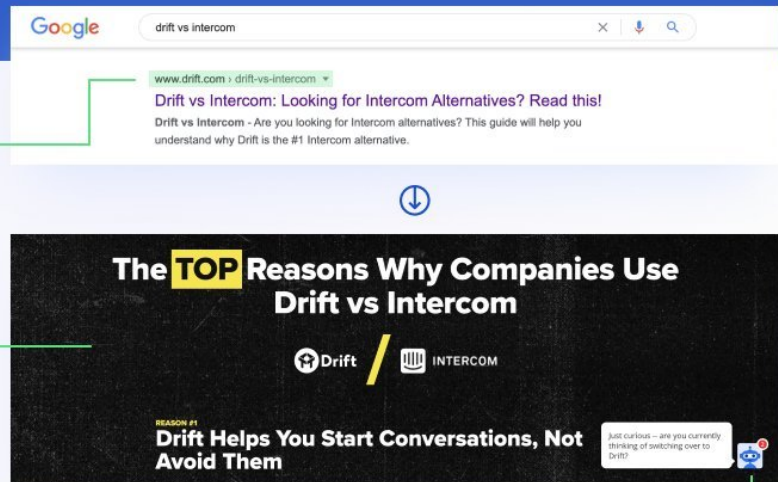 Google
drift vs intercom
www.drift.com › drift-vs-intercom
Drift vs Intercom: Looking for Intercom Alternatives? Read this!
Drift vs Intercom - Are you looking for Intercom alternatives? This guide will help you
understand why Drift is the #1 Intercom alternative.
The TOP Reasons Why Companies Use
Drift vs Intercom
Drift
INTERCOM
REASON #1
Drift Helps You Start Conversations, Not
Avoid Them
Just curious – are you currently
thinking of switching over to
Drift?
2